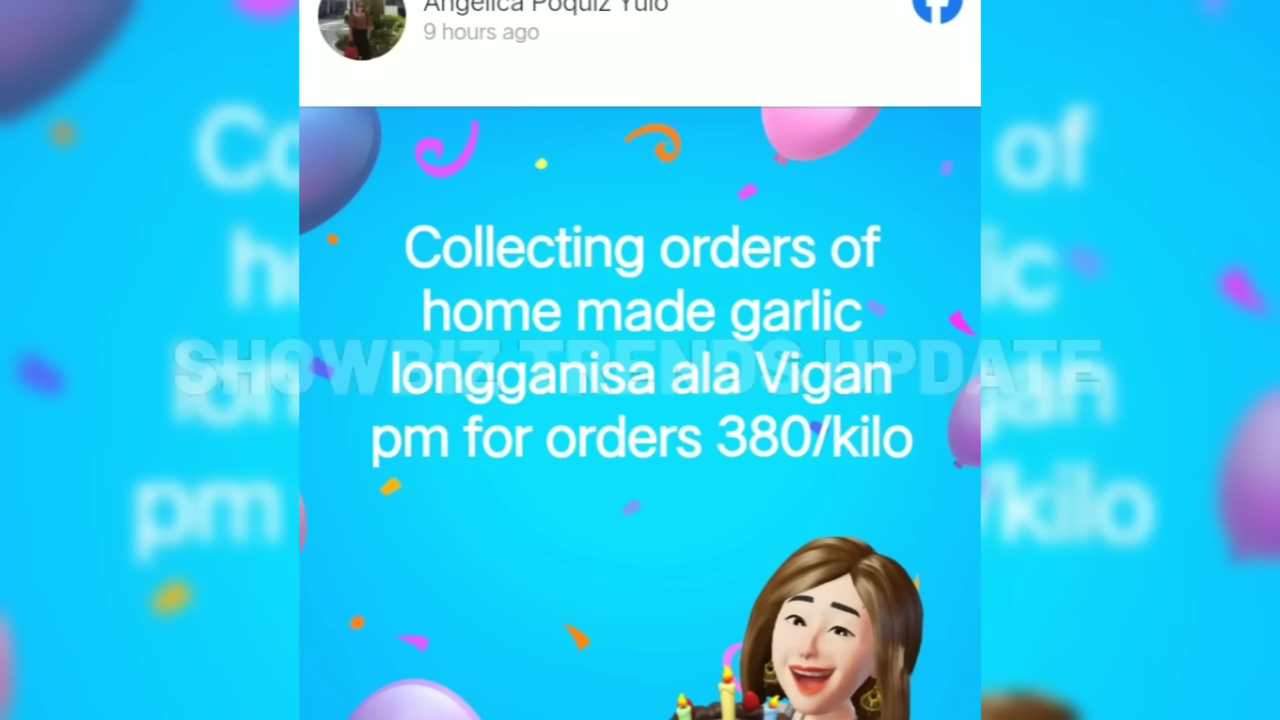 Angelica Poquiz Yulo
9 hours ago
Collecting orders of
home made garlic
longganisa ala Vigan
pm for orders 380/kilo
SHOWBIZ TRENDS UPDATE